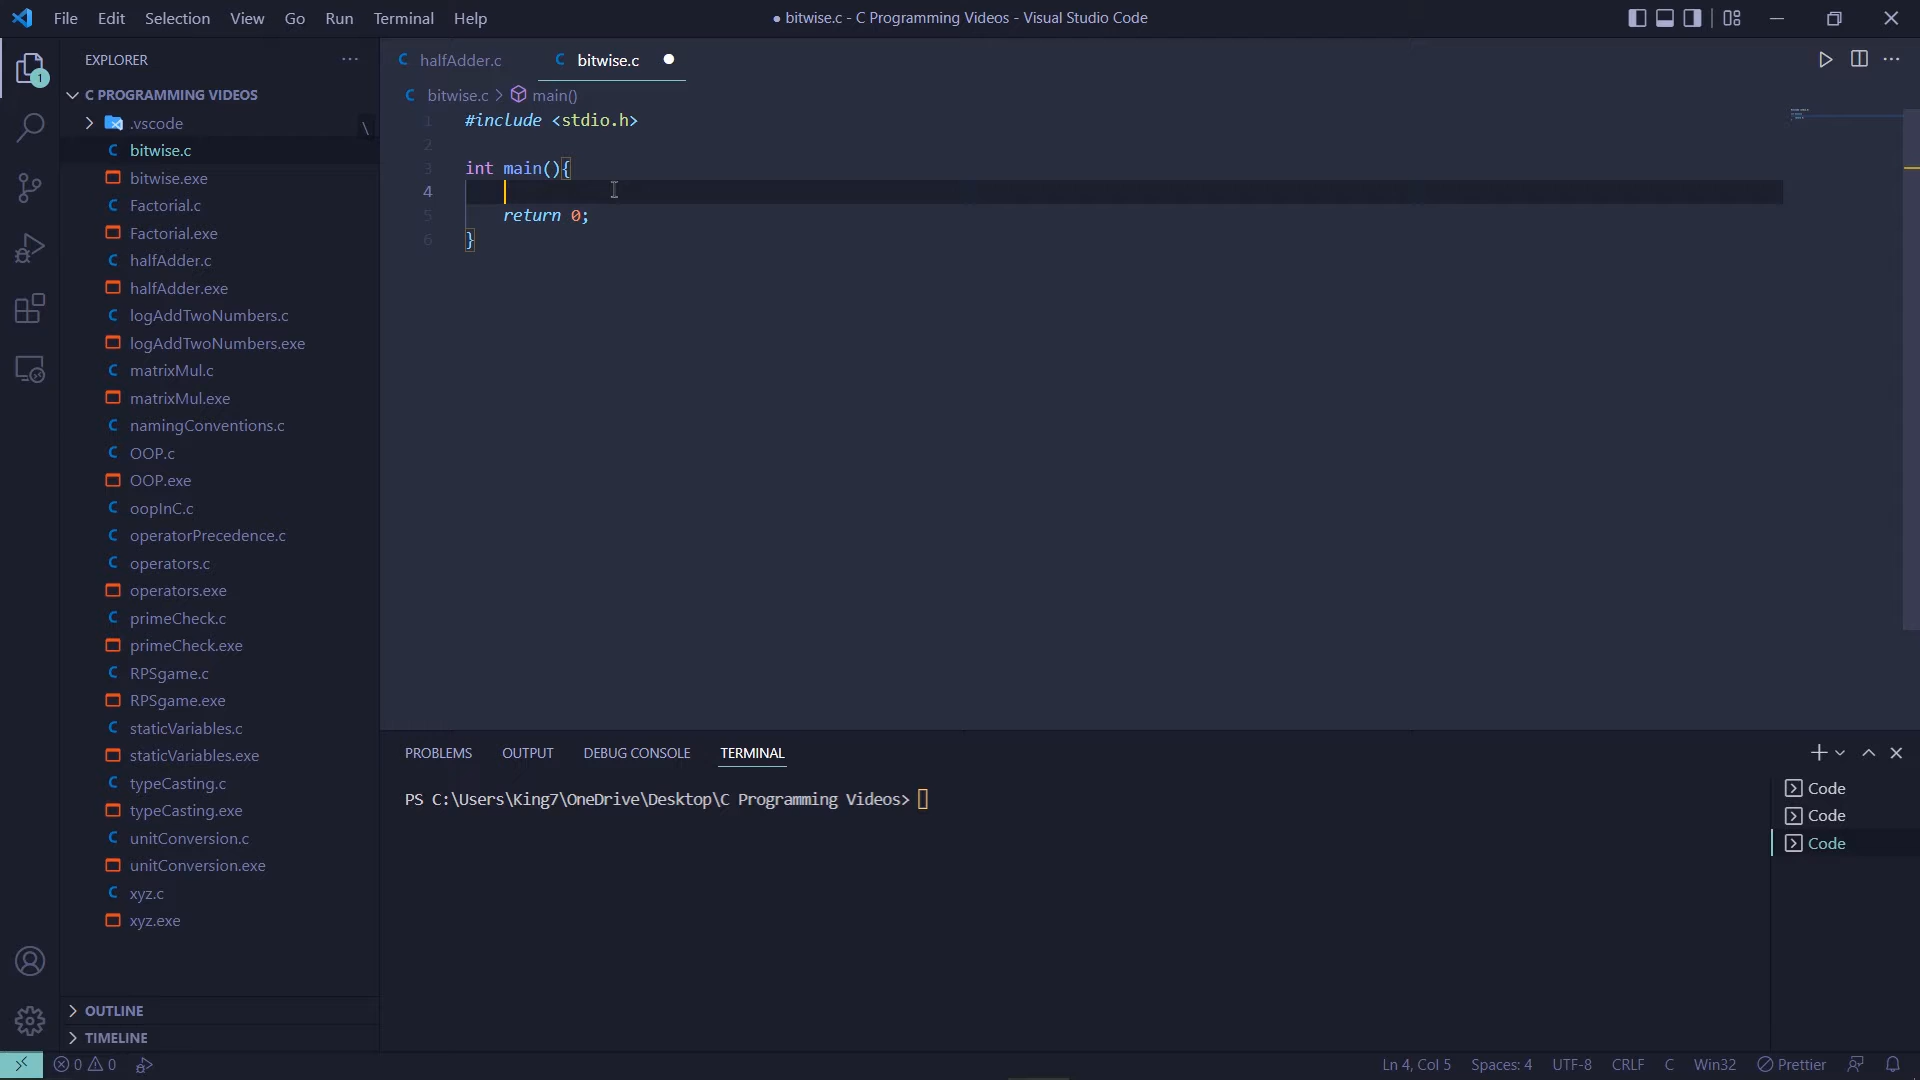 File Edit Selection View Go Run Terminal Help
● bitwise.c - C Programming Videos - Visual Studio Code
EXPLORER
1
C PROGRAMMING VIDEOS
.vscode
\
C bitwise.c
bitwise.exe
C Factorial.c
Factorial.exe
C halfAdder.c
halfAdder.exe
C logAddTwoNumbers.c
logAddTwoNumbers.exe
C matrixMul.c
matrixMul.exe
C namingConventions.c
C OOP.c
OOP.exe
C oopInC.c
C operatorPrecedence.c
C operators.c
operators.exe
C primeCheck.c
primeCheck.exe
C RPSgame.c
RPSgame.exe
C staticVariables.c
staticVariables.exe
C typeCasting.c
typeCasting.exe
C unitConversion.c
unitConversion.exe
C xyz.c
xyz.exe
OUTLINE
TIMELINE
C halfAdder.c C bitwise.c
C bitwise.c > main()
1 #include <stdio.h>
2
3 int main(){
4
5 return 0;
6 }
PROBLEMS OUTPUT DEBUG CONSOLE TERMINAL
PS C:\Users\King7\OneDrive\Desktop\C Programming Videos>
Code
Code
Code
0 0
Ln 4, Col 5 Spaces: 4 UTF-8 CRLF C Win32 Prettier